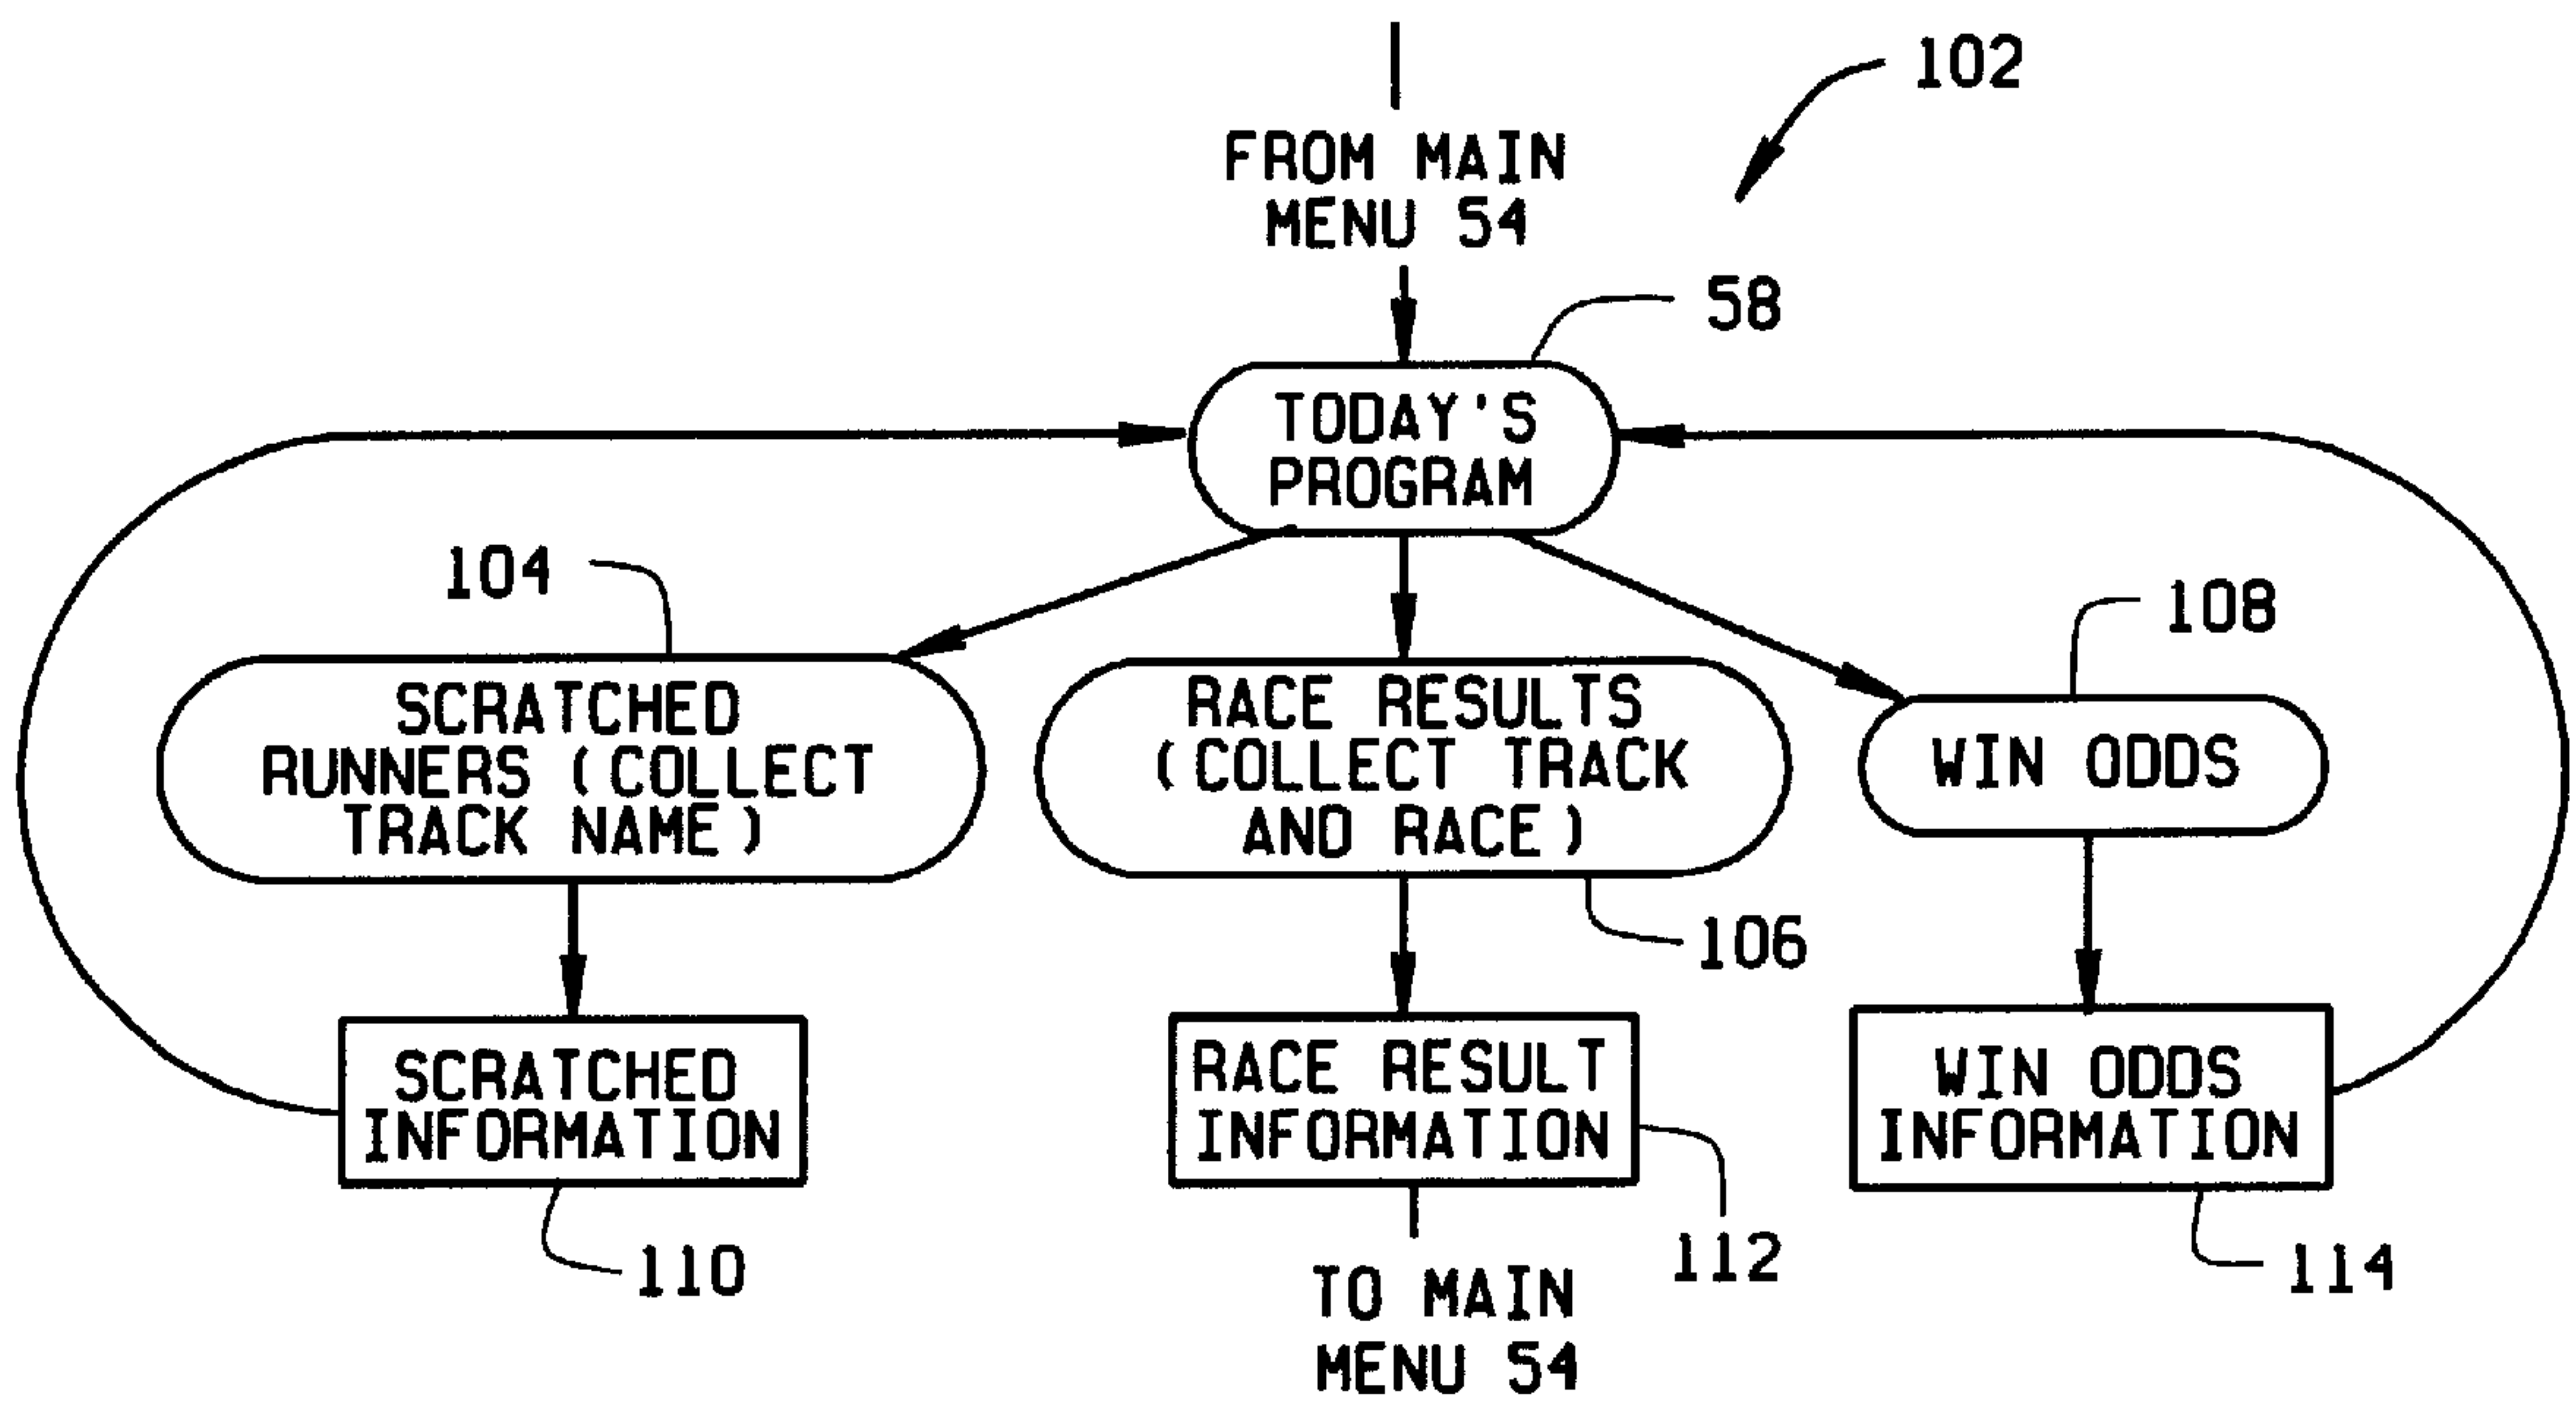 102
FROM MAIN
MENU 54
58
TODAY'S
PROGRAM
104
SCRATCHED
RUNNERS (COLLECT
TRACK NAME)
RACE RESULTS
(COLLECT TRACK
AND RACE)
106
108
WIN ODDS
SCRATCHED
INFORMATION
110
RACE RESULT
INFORMATION
112
WIN ODDS
INFORMATION
114
TO MAIN
MENU 54